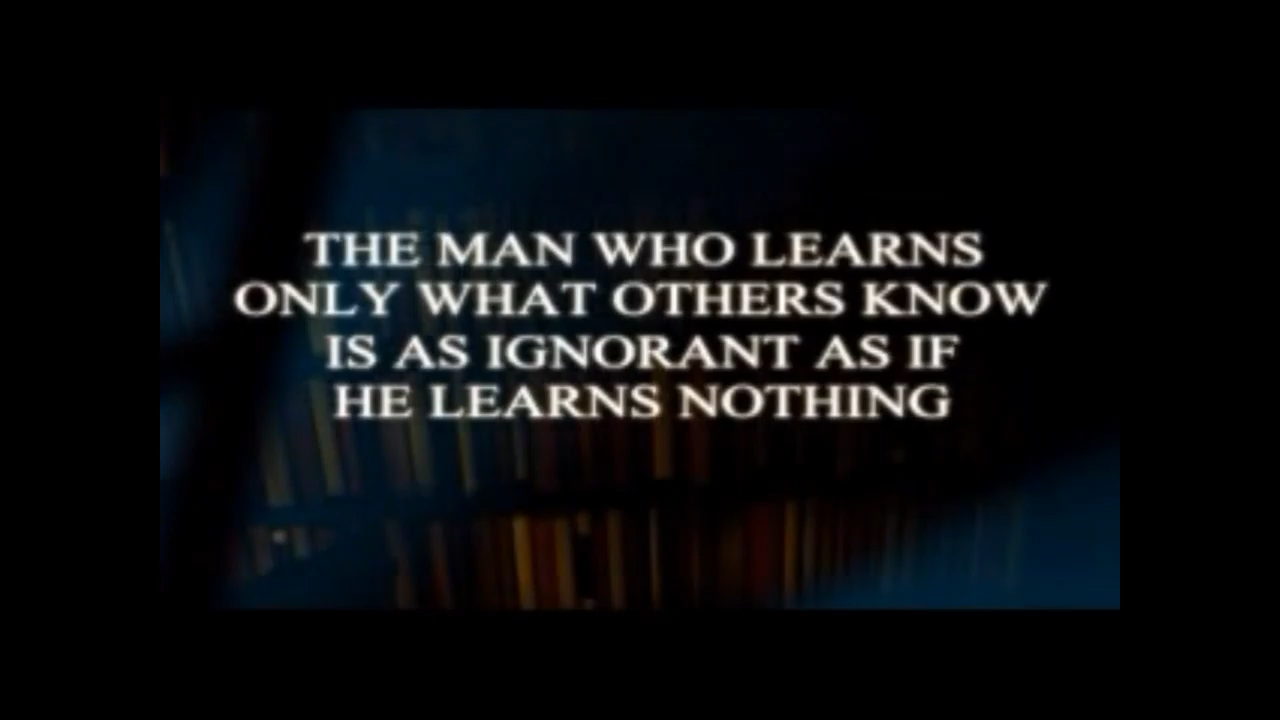 THE MAN WHO LEARNS
ONLY WHAT OTHERS KNOW
IS AS IGNORANT AS IF
HE LEARNS NOTHING